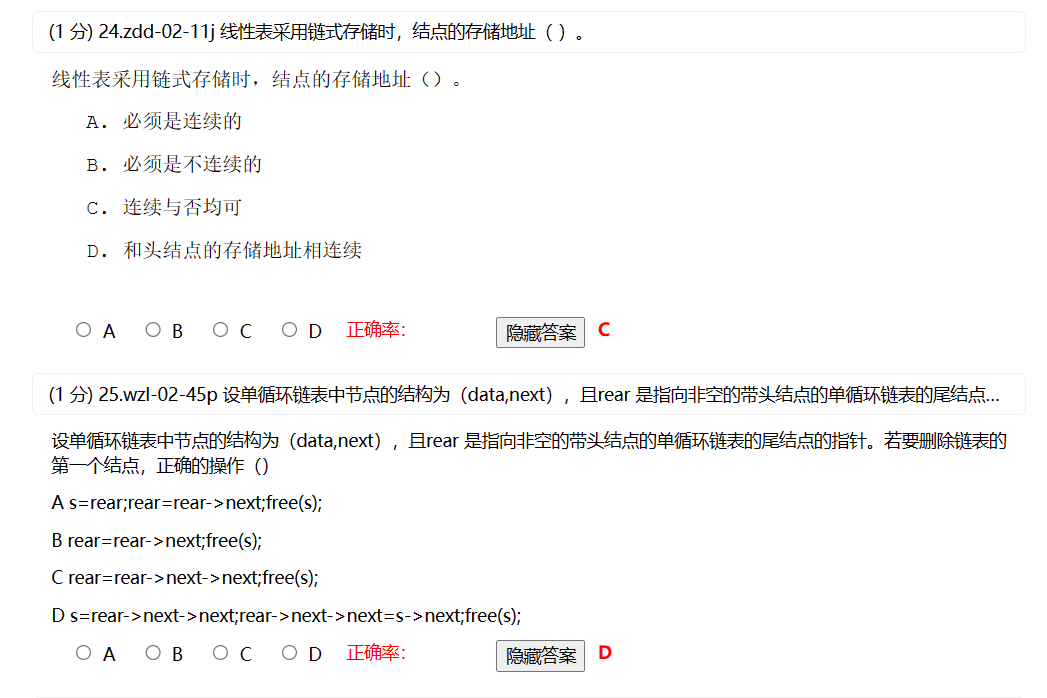 (1 分) 24.zdd-02-11j 线性表采用链式存储时，结点的存储地址（ ）。
线性表采用链式存储时，结点的存储地址（）。
A. 必须是连续的
B. 必须是不连续的
C. 连续与否均可
D. 和头结点的存储地址相连续
A B C D 正确率： 隐藏答案 C
(1 分) 25.wzl-02-45p 设单循环链表中节点的结构为（data,next），且rear 是指向非空的带头结点的单循环链表的尾结点...
设单循环链表中节点的结构为（data,next），且rear 是指向非空的带头结点的单循环链表的尾结点的指针。若要删除链表的
第一个结点，正确的操作（）
A s=rear;rear=rear->next;free(s);
B rear=rear->next;free(s);
C rear=rear->next->next;free(s);
D s=rear->next->next;rear->next->next=s->next;free(s);
A B C D 正确率： 隐藏答案 D